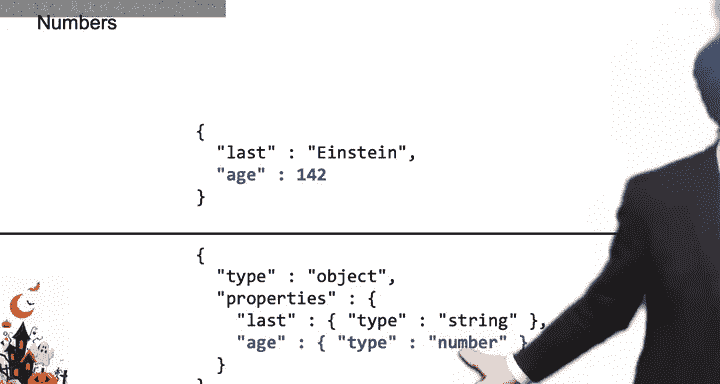 Numbers
{
"last" : "Einstein",
"age" : 142
}
{
"type" : "object",
"properties" : {
"last" : { "type" : "string" },
"age" : { "type" : "number" }
}
}